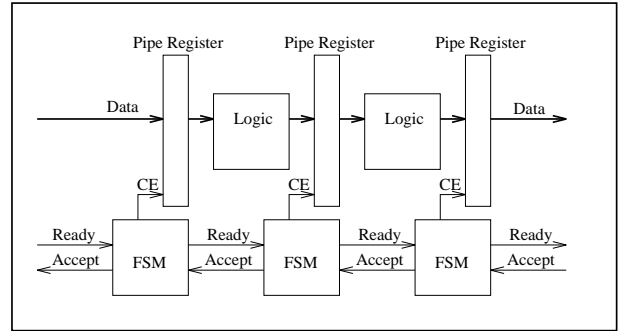 Pipe Register Pipe Register Pipe Register
Data Logic Logic Data
CE CE CE
Ready Ready Ready Ready
Accept FSM Accept FSM Accept FSM Accept